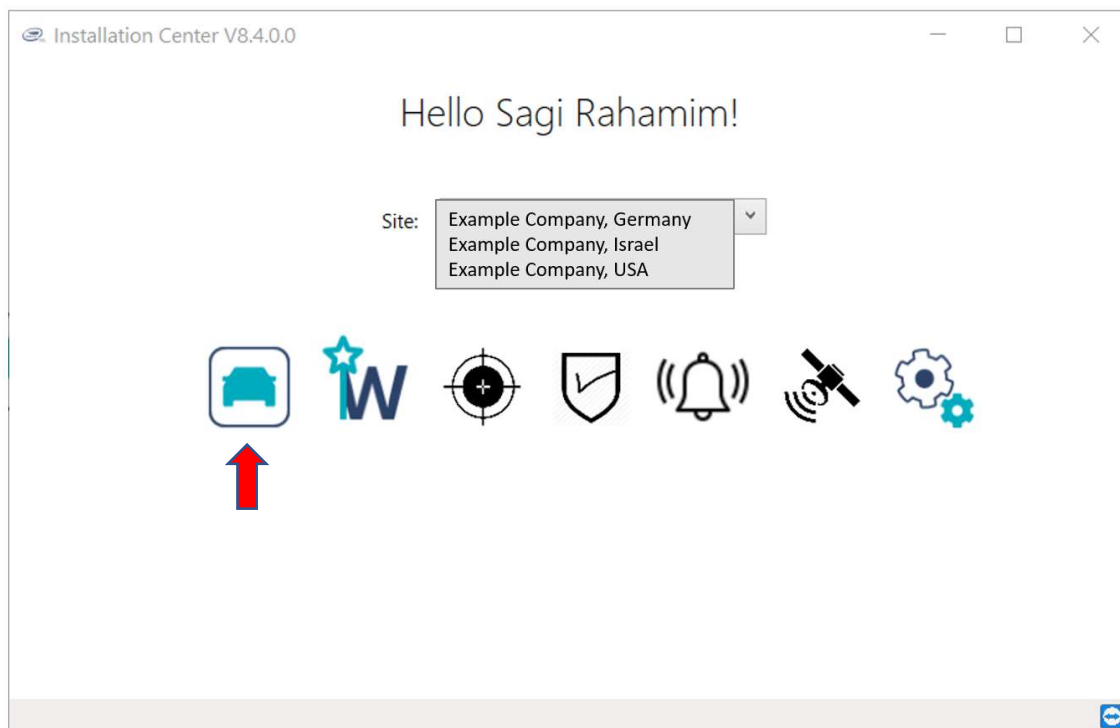 Installation Center V8.4.0.0
Hello Sagi Rahamim!
Site:
Example Company, Germany
Example Company, Israel
Example Company, USA
W